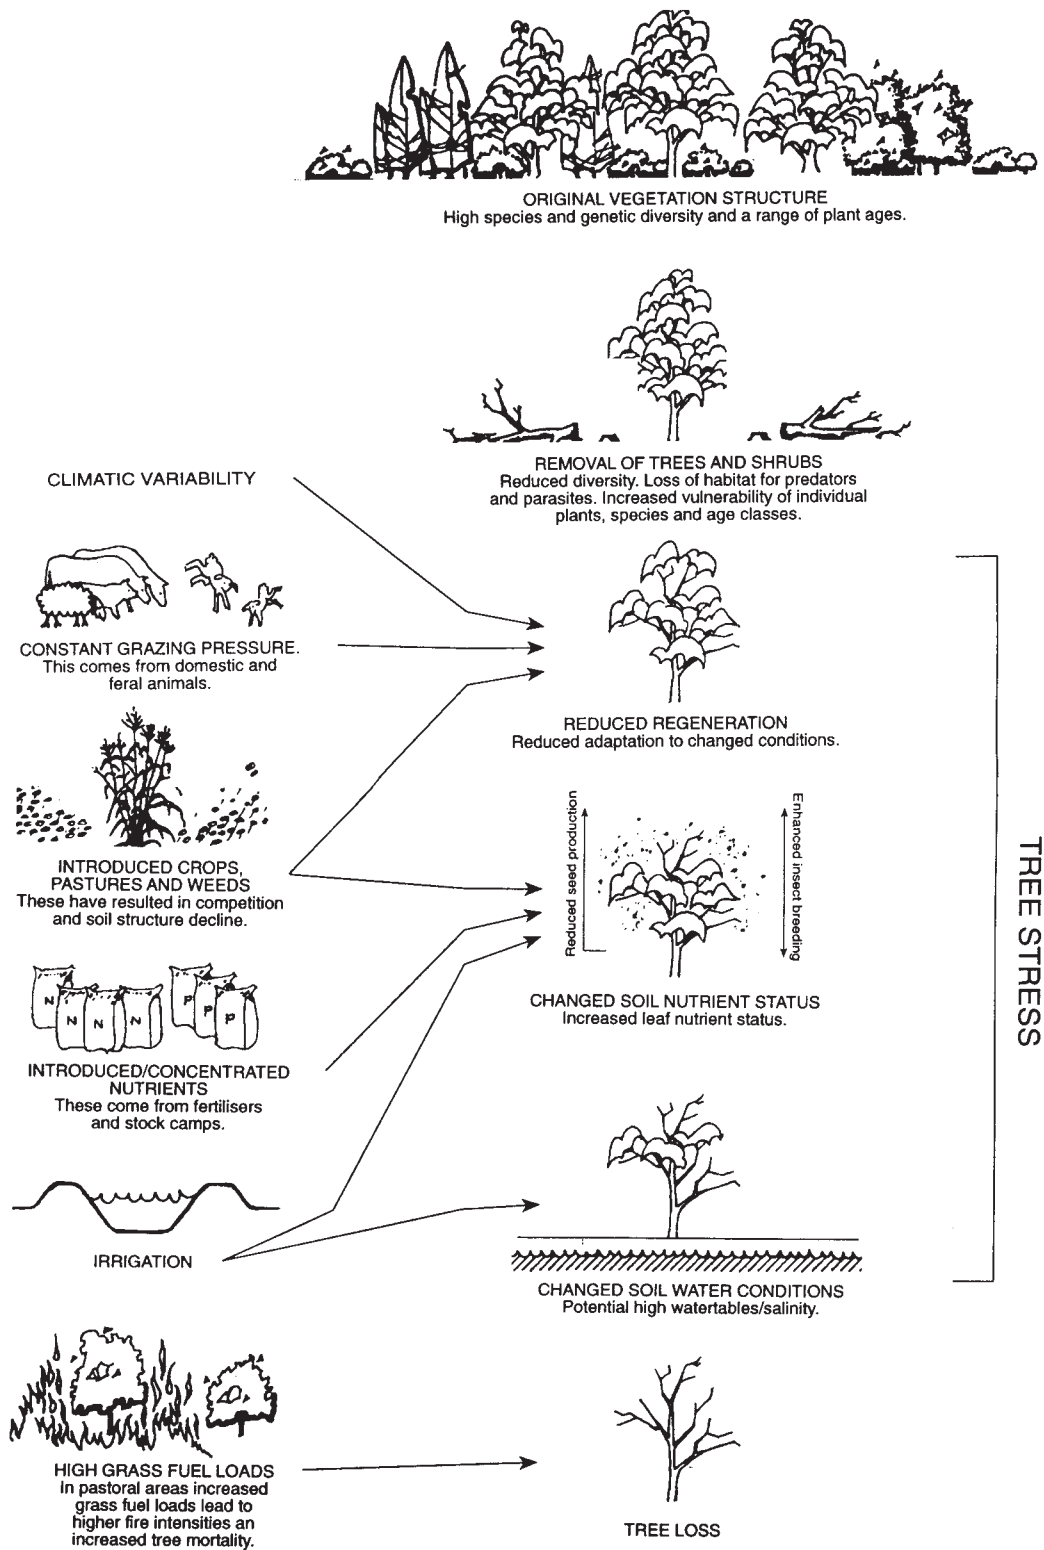 ORIGINAL VEGETATION STRUCTURE
High species and genetic diversity and a range of plant ages.
REMOVAL OF TREES AND SHRUBS
Reduced diversity. Loss of habitat for predators
and parasites. Increased vulnerability of individual
plants, species and age classes.
CLIMATIC VARIABILITY
CONSTANT GRAZING PRESSURE.
This comes from domestic and
feral animals.
REDUCED REGENERATION
Reduced adaptation to changed conditions.
INTRODUCED CROPS,
PASTURES AND WEEDS
These have resulted in competition
and soil structure decline.
Reduced seed production
Enhanced insect breeding
CHANGED SOIL NUTRIENT STATUS
Increased leaf nutrient status.
TREE STRESS
N
N
N
N
P
P
P
INTRODUCED/CONCENTRATED
NUTRIENTS
These come from fertilisers
and stock camps.
IRRIGATION
CHANGED SOIL WATER CONDITIONS
Potential high watertables/salinity.
HIGH GRASS FUEL LOADS
In pastoral areas increased
grass fuel loads lead to
higher fire intensities an
increased tree mortality.
TREE LOSS